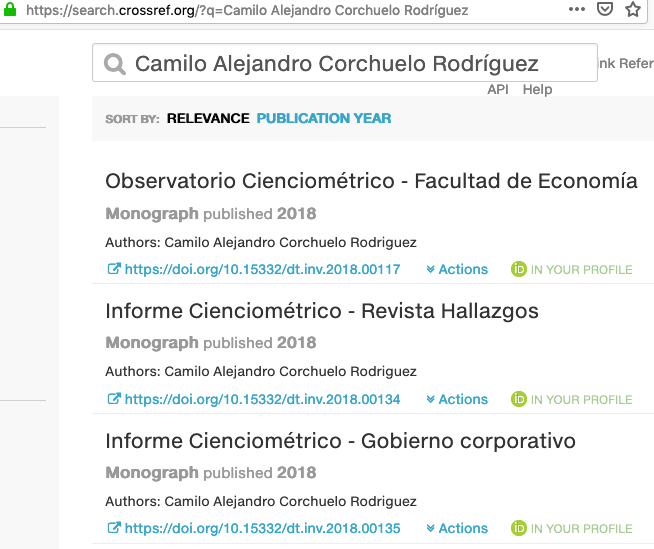 https://search.crossref.org/?q=Camilo Alejandro Corchuelo Rodríguez
Camilo Alejandro Corchuelo Rodríguez
nk Refer
API Help
SORT BY: RELEVANCE PUBLICATION YEAR
Observatorio Cienciométrico - Facultad de Economía
Monograph published 2018
Authors: Camilo Alejandro Corchuelo Rodriguez
https://doi.org/10.15332/dt.inv.2018.00117 Actions iD IN YOUR PROFILE
Informe Cienciométrico - Revista Hallazgos
Monograph published 2018
Authors: Camilo Alejandro Corchuelo Rodriguez
https://doi.org/10.15332/dt.inv.2018.00134 Actions iD IN YOUR PROFILE
Informe Cienciométrico - Gobierno corporativo
Monograph published 2018
Authors: Camilo Alejandro Corchuelo Rodriguez
https://doi.org/10.15332/dt.inv.2018.00135 Actions iD IN YOUR PROFILE